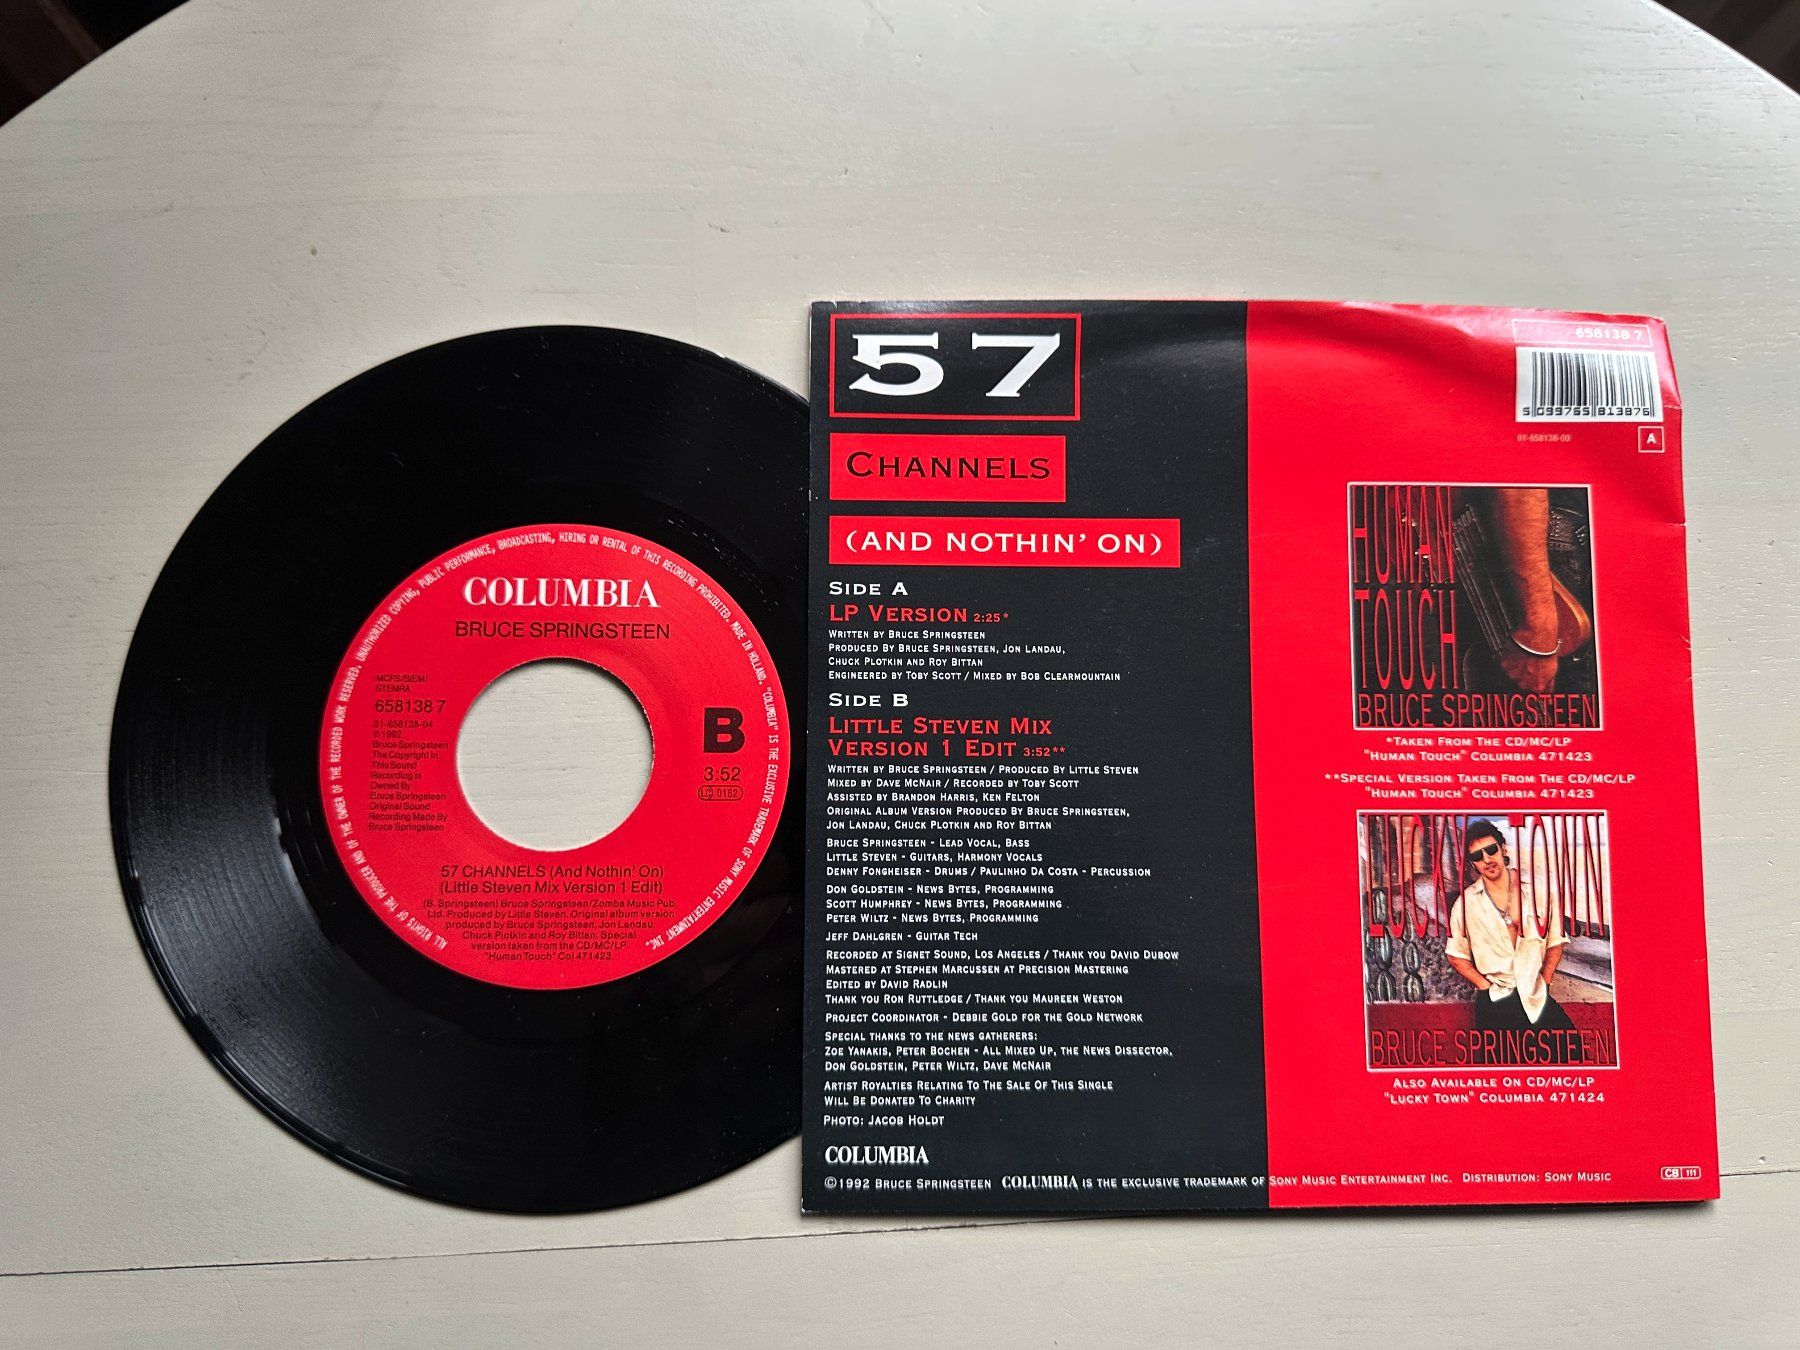 COLUMBIA
BRUCE SPRINGSTEEN
MCPS/BIEM/
STEMRA
658138 7
31-658138-04
℗ 1992
Bruce Springsteen
The Copyright in
This Sound
Recording is
Owned By
Bruce Springsteen
Original Sound
Recording Made By
Bruce Springsteen
B
3:52
LC 0162
57 CHANNELS (And Nothin' On)
(Little Steven Mix Version 1 Edit)
(B. Springsteen) Bruce Springsteen/Zomba Music Pub.
Ltd. Produced by Little Steven. Original album version
produced by Bruce Springsteen, Jon Landau,
Chuck Plotkin and Roy Bittan. Special
version taken from the CD/MC/LP
"Human Touch" Col 471423.
ALL RIGHTS OF THE PRODUCER AND OF THE OWNER OF THE RECORDED WORK RESERVED. UNAUTHORIZED COPYING, PUBLIC PERFORMANCE, BROADCASTING, HIRING OR RENTAL OF THIS RECORDING PROHIBITED. MADE IN HOLLAND. "COLUMBIA" IS THE EXCLUSIVE TRADEMARK OF SONY MUSIC ENTERTAINMENT INC.
57
CHANNELS
(AND NOTHIN' ON)
SIDE A
LP VERSION 2:25*
WRITTEN BY BRUCE SPRINGSTEEN
PRODUCED BY BRUCE SPRINGSTEEN, JON LANDAU,
CHUCK PLOTKIN AND ROY BITTAN
ENGINEERED BY TOBY SCOTT / MIXED BY BOB CLEARMOUNTAIN
SIDE B
LITTLE STEVEN MIX
VERSION 1 EDIT 3:52**
WRITTEN BY BRUCE SPRINGSTEEN / PRODUCED BY LITTLE STEVEN
MIXED BY DAVE MCNAIR / RECORDED BY TOBY SCOTT
ASSISTED BY BRANDON HARRIS, KEN FELTON
ORIGINAL ALBUM VERSION PRODUCED BY BRUCE SPRINGSTEEN,
JON LANDAU, CHUCK PLOTKIN AND ROY BITTAN
BRUCE SPRINGSTEEN - LEAD VOCAL, BASS
LITTLE STEVEN - GUITARS, HARMONY VOCALS
DENNY FONGHEISER - DRUMS / PAULINHO DA COSTA - PERCUSSION
DON GOLDSTEIN - NEWS BYTES, PROGRAMMING
SCOTT HUMPHREY - NEWS BYTES, PROGRAMMING
PETER WILTZ - NEWS BYTES, PROGRAMMING
JEFF DAHLGREN - GUITAR TECH
RECORDED AT SIGNET SOUND, LOS ANGELES / THANK YOU DAVID DUBOW
MASTERED AT STEPHEN MARCUSSEN AT PRECISION MASTERING
EDITED BY DAVID RADLIN
THANK YOU RON RUTTLEDGE / THANK YOU MAUREEN WESTON
PROJECT COORDINATOR - DEBBIE GOLD FOR THE GOLD NETWORK
SPECIAL THANKS TO THE NEWS GATHERERS:
ZOE YANAKIS, PETER BOCHEN - ALL MIXED UP, THE NEWS DISSECTOR,
DON GOLDSTEIN, PETER WILTZ, DAVE MCNAIR
ARTIST ROYALTIES RELATING TO THE SALE OF THIS SINGLE
WILL BE DONATED TO CHARITY
PHOTO: JACOB HOLDT
COLUMBIA
©1992 BRUCE SPRINGSTEEN COLUMBIA IS THE EXCLUSIVE TRADEMARK OF SONY MUSIC ENTERTAINMENT INC. DISTRIBUTION: SONY MUSIC
CB 111
658138 7
5 099765 813876
01-658138-00
A
HUMAN
TOUCH
BRUCE SPRINGSTEEN
*TAKEN FROM THE CD/MC/LP
"HUMAN TOUCH" COLUMBIA 471423
**SPECIAL VERSION TAKEN FROM THE CD/MC/LP
"HUMAN TOUCH" COLUMBIA 471423
LUCKY TOWN
BRUCE SPRINGSTEEN
ALSO AVAILABLE ON CD/MC/LP
"LUCKY TOWN" COLUMBIA 471424